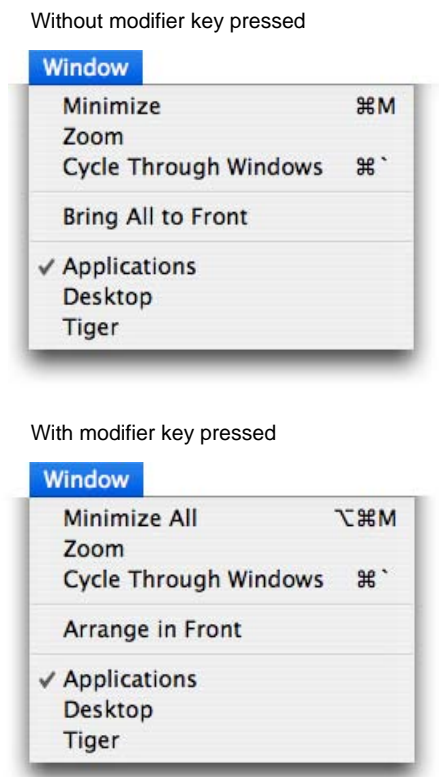 Without modifier key pressed
Window
Minimize ⌘M
Zoom
Cycle Through Windows ⌘`
Bring All to Front
✓ Applications
Desktop
Tiger
With modifier key pressed
Window
Minimize All ⌥⌘M
Zoom
Cycle Through Windows ⌘`
Arrange in Front
✓ Applications
Desktop
Tiger